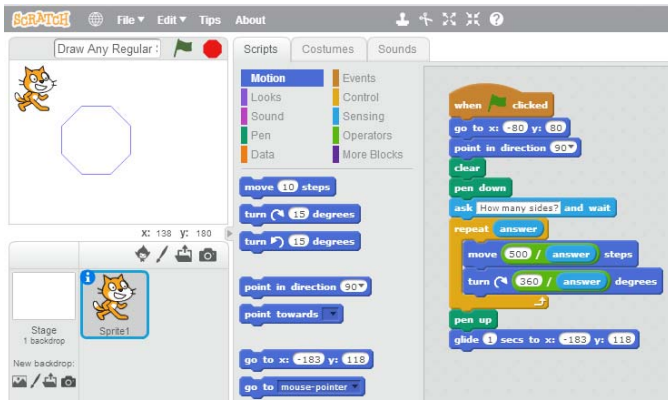 SCRATCH File Edit Tips About
Draw Any Regular :
Scripts Costumes Sounds
Motion Events
Looks Control
Sound Sensing
Pen Operators
Data More Blocks
move 10 steps
turn 15 degrees
turn 15 degrees
point in direction 90
point towards
go to x: -183 y: 118
go to mouse-pointer
when clicked
go to x: -80 y: 80
point in direction 90
clear
pen down
ask How many sides? and wait
repeat answer
move 500 / answer steps
turn 360 / answer degrees
pen up
glide 1 secs to x: -183 y: 118
x: 138 y: 180
Stage
1 backdrop
Sprite1
New backdrop: